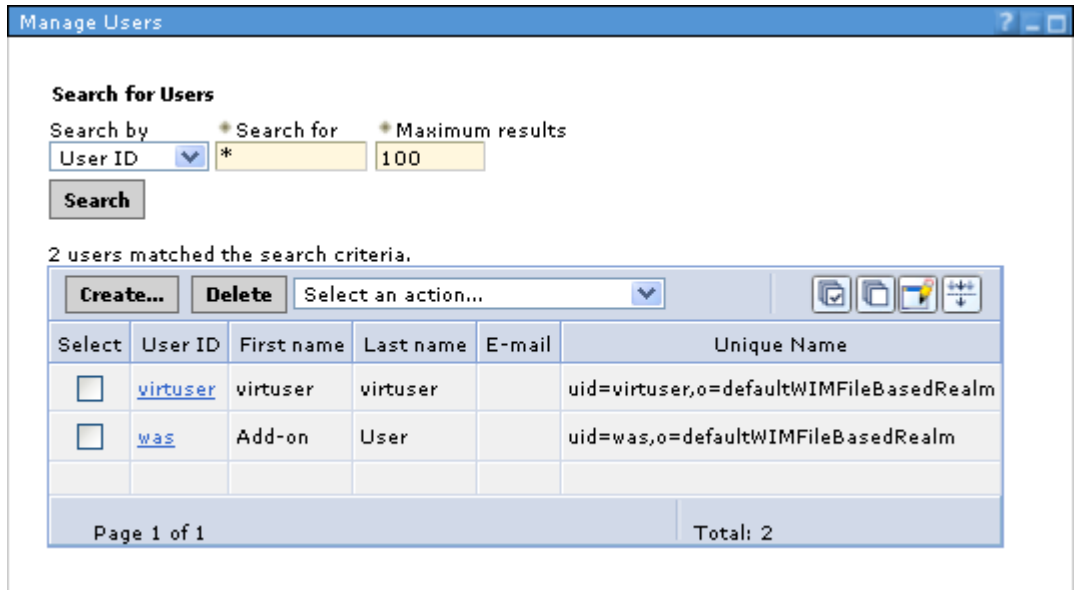 Manage Users ?
Search for Users
Search by Search for Maximum results
User ID * 100
Search
2 users matched the search criteria.
Create... Delete Select an action...
Select User ID First name Last name E-mail Unique Name
virtuser virtuser virtuser uid=virtuser,o=defaultWIMFileBasedRealm
was Add-on User uid=was,o=defaultWIMFileBasedRealm
Page 1 of 1 Total: 2